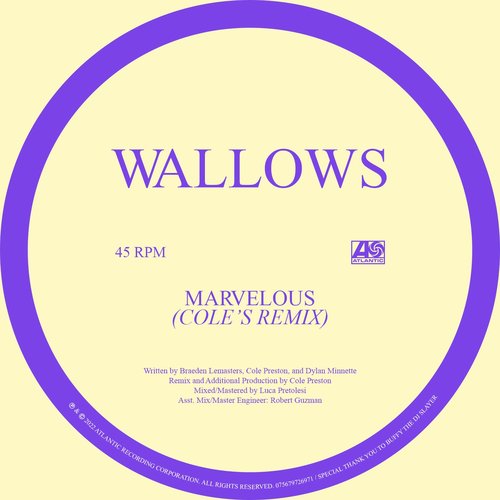 WALLOWS
45 RPM
ATLANTIC
MARVELOUS
(COLE'S REMIX)
Written by Braeden Lemasters, Cole Preston, and Dylan Minnette
Remix and Additional Production by Cole Preston
Mixed/Mastered by Luca Pretolesi
Asst. Mix/Master Engineer: Robert Guzman
℗ & © 2022 ATLANTIC RECORDING CORPORATION. ALL RIGHTS RESERVED. 075679726971 / SPECIAL THANK YOU TO BUFFY THE DJ SLAYER